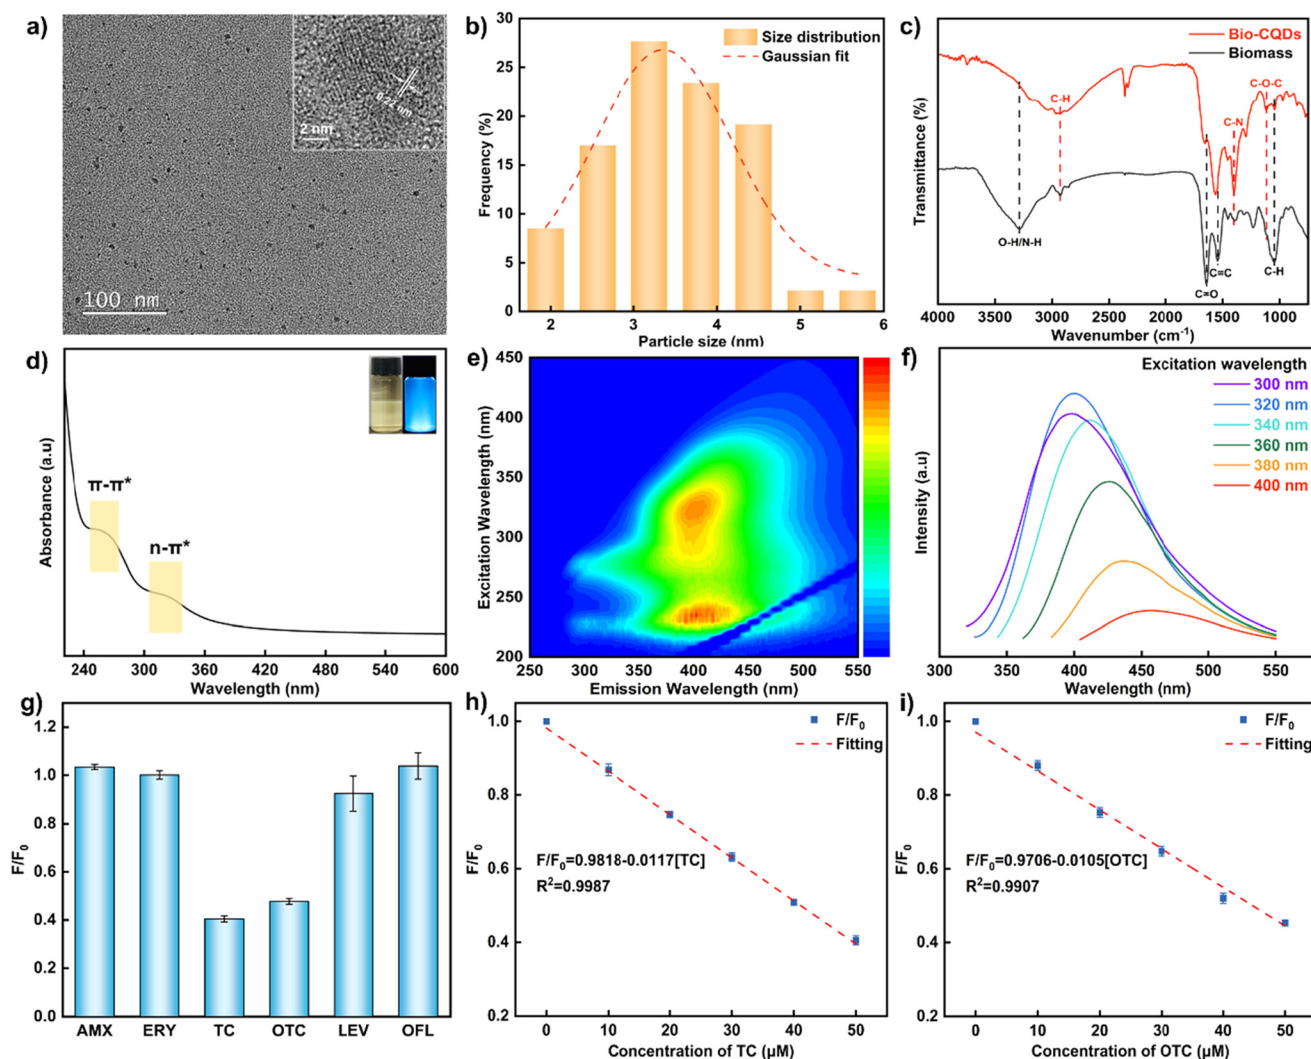 a)
2 nm
0.22 nm
100 nm
b)
Size distribution
Gaussian fit
Frequency (%)
30
25
20
15
10
5
0
2 3 4 5 6
Particle size (nm)
c)
Bio-CQDs
Biomass
C-H
C-O-C
C-N
O-H/N-H
C=C
C=O
C-H
Transmittance (%)
4000 3500 3000 2500 2000 1500 1000
Wavenumber (cm⁻¹)
d)
π-π*
n-π*
Absorbance (a.u)
240 300 360 420 480 540 600
Wavelength (nm)
e)
Excitation Wavelength (nm)
450
400
350
300
250
200
250 300 350 400 450 500 550
Emission Wavelength (nm)
f)
Excitation wavelength
300 nm
320 nm
340 nm
360 nm
380 nm
400 nm
Intensity (a.u)
300 350 400 450 500 550
Wavelength (nm)
g)
F/F₀
1.2
1.0
0.8
0.6
0.4
0.2
0.0
AMX ERY TC OTC LEV OFL
h)
F/F₀
Fitting
F/F₀
1.0
0.8
0.6
0.4
0.2
F/F₀=0.9818-0.0117[TC]
R²=0.9987
0 10 20 30 40 50
Concentration of TC (µM)
i)
F/F₀
Fitting
F/F₀
1.0
0.8
0.6
0.4
0.2
F/F₀=0.9706-0.0105[OTC]
R²=0.9907
0 10 20 30 40 50
Concentration of OTC (µM)